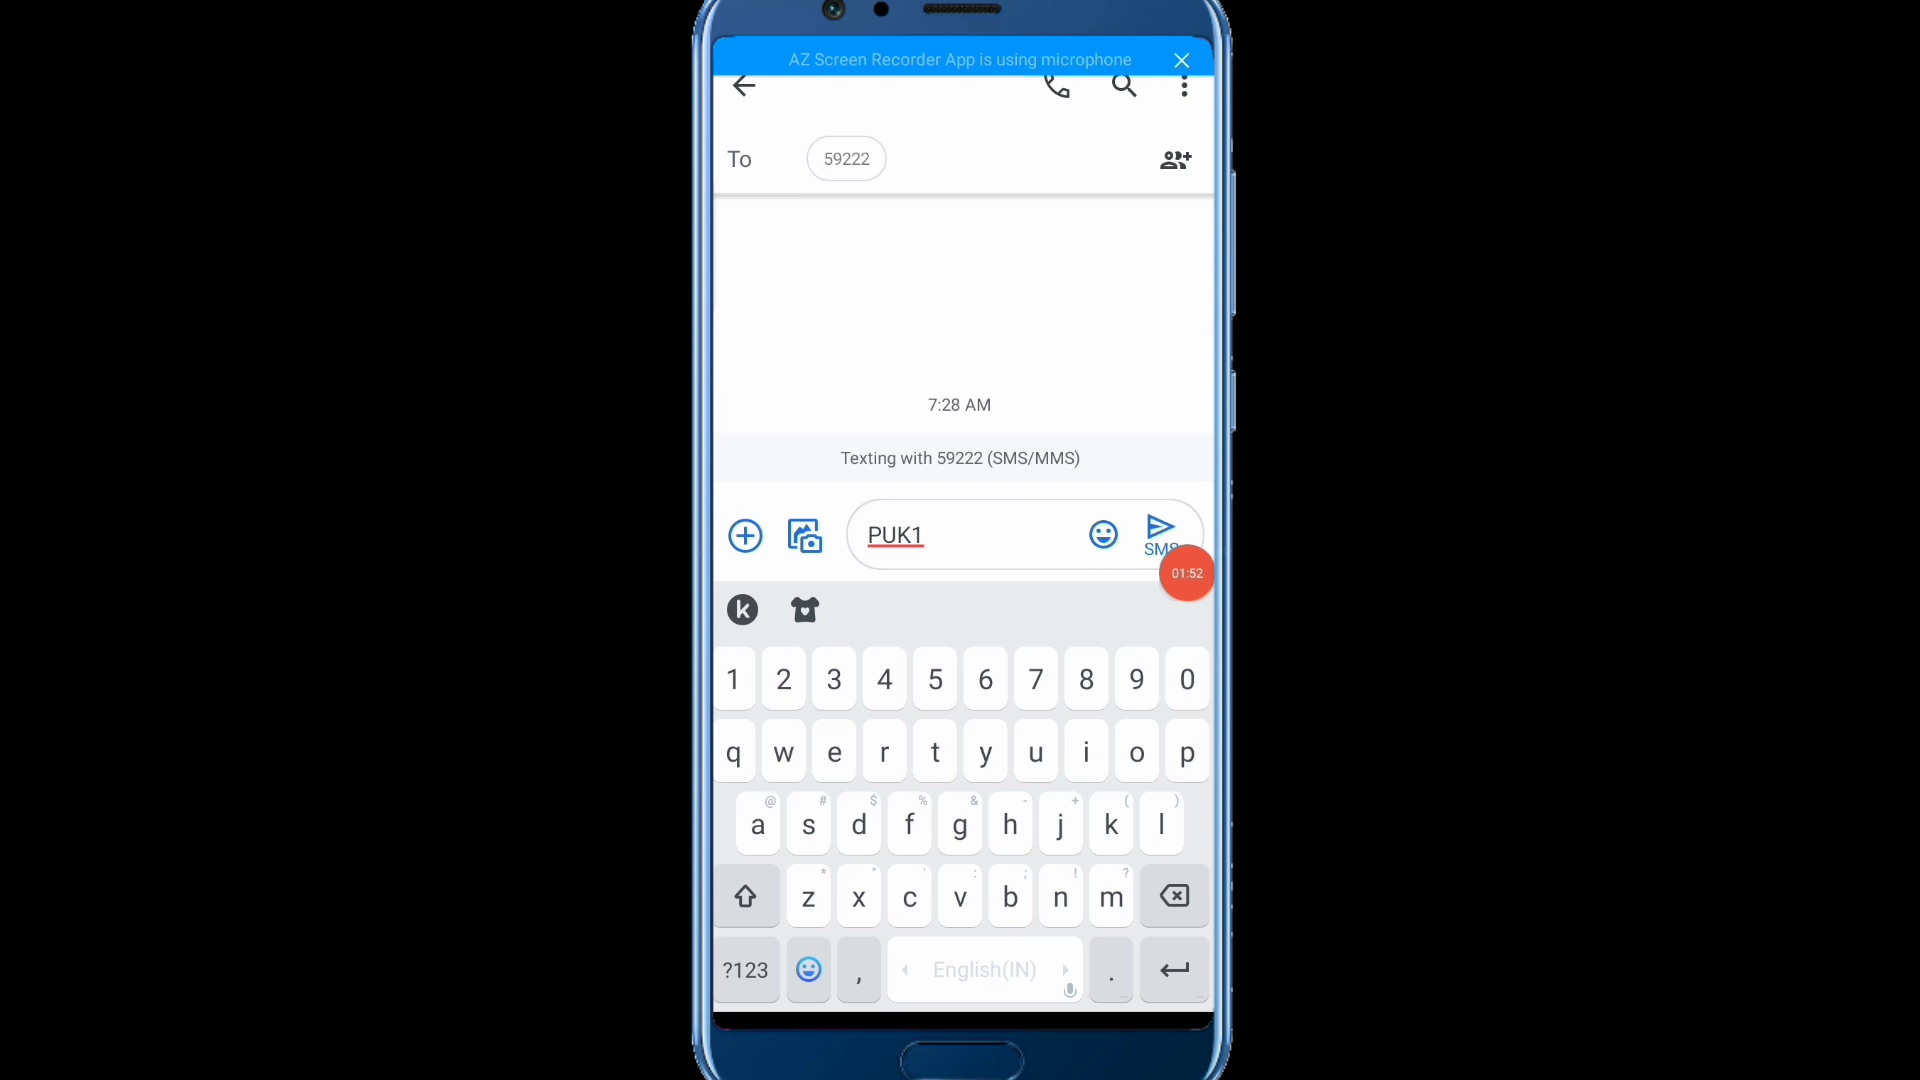 AZ Screen Recorder App is using microphone
To 59222
7:28 AM
Texting with 59222 (SMS/MMS)
PUK1
SMS
01:52
k
1 2 3 4 5 6 7 8 9 0
q w e r t y u i o p
@ # $ % & - + ( )
a s d f g h j k l
* " ' : ; ! ?
z x c v b n m
?123 , English(IN) .